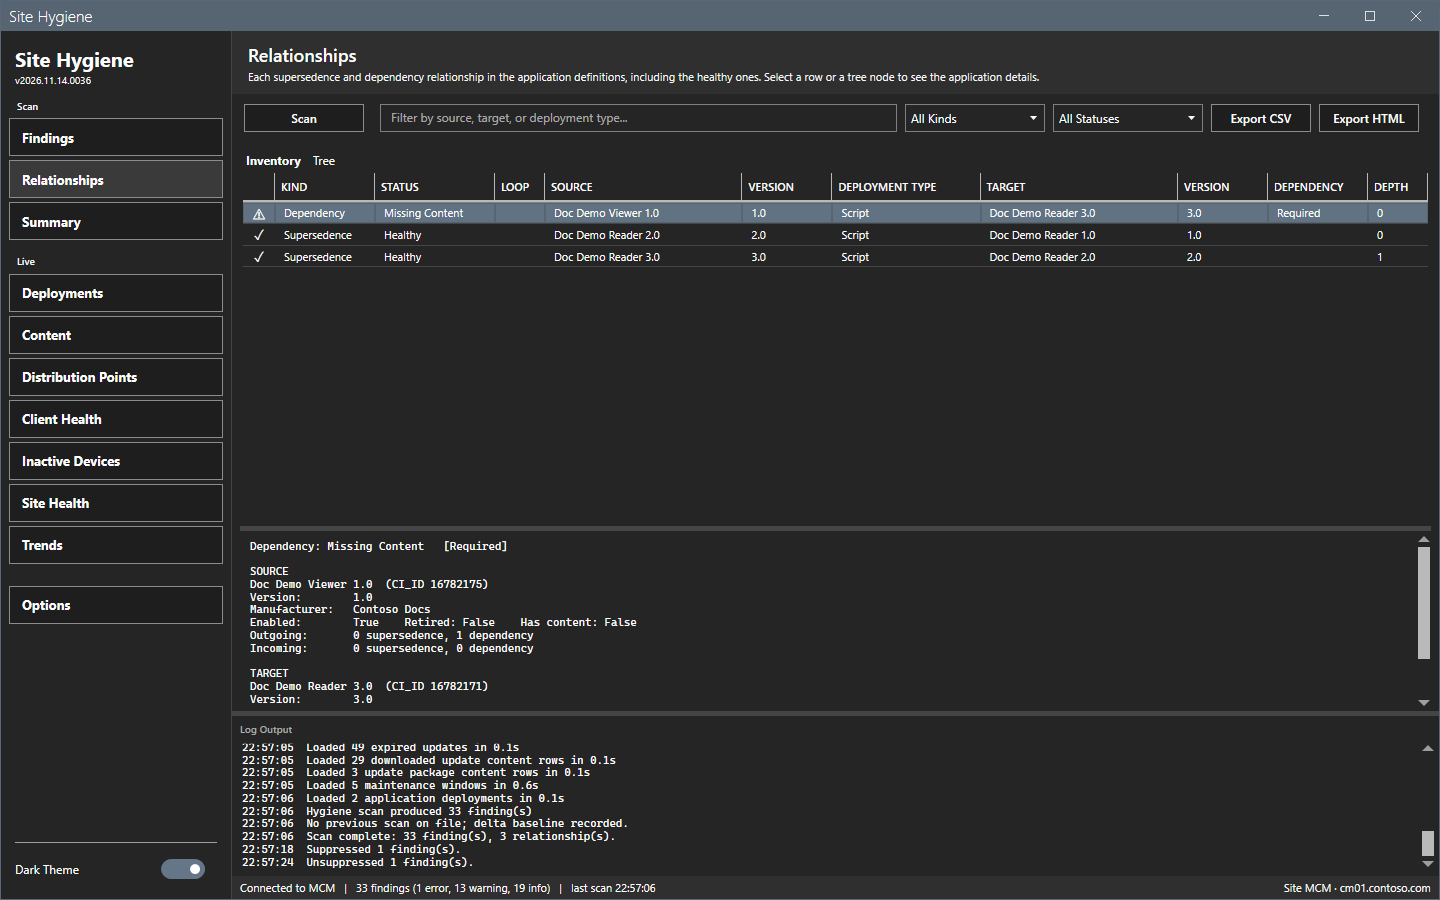 Site Hygiene
Site Hygiene
v2026.11.14.0036
Scan
Findings
Relationships
Summary
Live
Deployments
Content
Distribution Points
Client Health
Inactive Devices
Site Health
Trends
Options
Dark Theme
Relationships
Each supersedence and dependency relationship in the application definitions, including the healthy ones. Select a row or a tree node to see the application details.
Scan Filter by source, target, or deployment type... All Kinds All Statuses Export CSV Export HTML
Inventory Tree
KIND STATUS LOOP SOURCE VERSION DEPLOYMENT TYPE TARGET VERSION DEPENDENCY DEPTH
Dependency Missing Content Doc Demo Viewer 1.0 1.0 Script Doc Demo Reader 3.0 3.0 Required 0
Supersedence Healthy Doc Demo Reader 2.0 2.0 Script Doc Demo Reader 1.0 1.0 0
Supersedence Healthy Doc Demo Reader 3.0 3.0 Script Doc Demo Reader 2.0 2.0 1
Dependency: Missing Content [Required]
SOURCE
Doc Demo Viewer 1.0 (CI_ID 16782175)
Version: 1.0
Manufacturer: Contoso Docs
Enabled: True Retired: False Has content: False
Outgoing: 0 supersedence, 1 dependency
Incoming: 0 supersedence, 0 dependency
TARGET
Doc Demo Reader 3.0 (CI_ID 16782171)
Version: 3.0
Log Output
22:57:05 Loaded 49 expired updates in 0.1s
22:57:05 Loaded 29 downloaded update content rows in 0.1s
22:57:05 Loaded 3 update package content rows in 0.1s
22:57:05 Loaded 5 maintenance windows in 0.6s
22:57:06 Loaded 2 application deployments in 0.1s
22:57:06 Hygiene scan produced 33 finding(s)
22:57:06 No previous scan on file; delta baseline recorded.
22:57:06 Scan complete: 33 finding(s), 3 relationship(s).
22:57:18 Suppressed 1 finding(s).
22:57:24 Unsuppressed 1 finding(s).
Connected to MCM | 33 findings (1 error, 13 warning, 19 info) | last scan 22:57:06
Site MCM · cm01.contoso.com